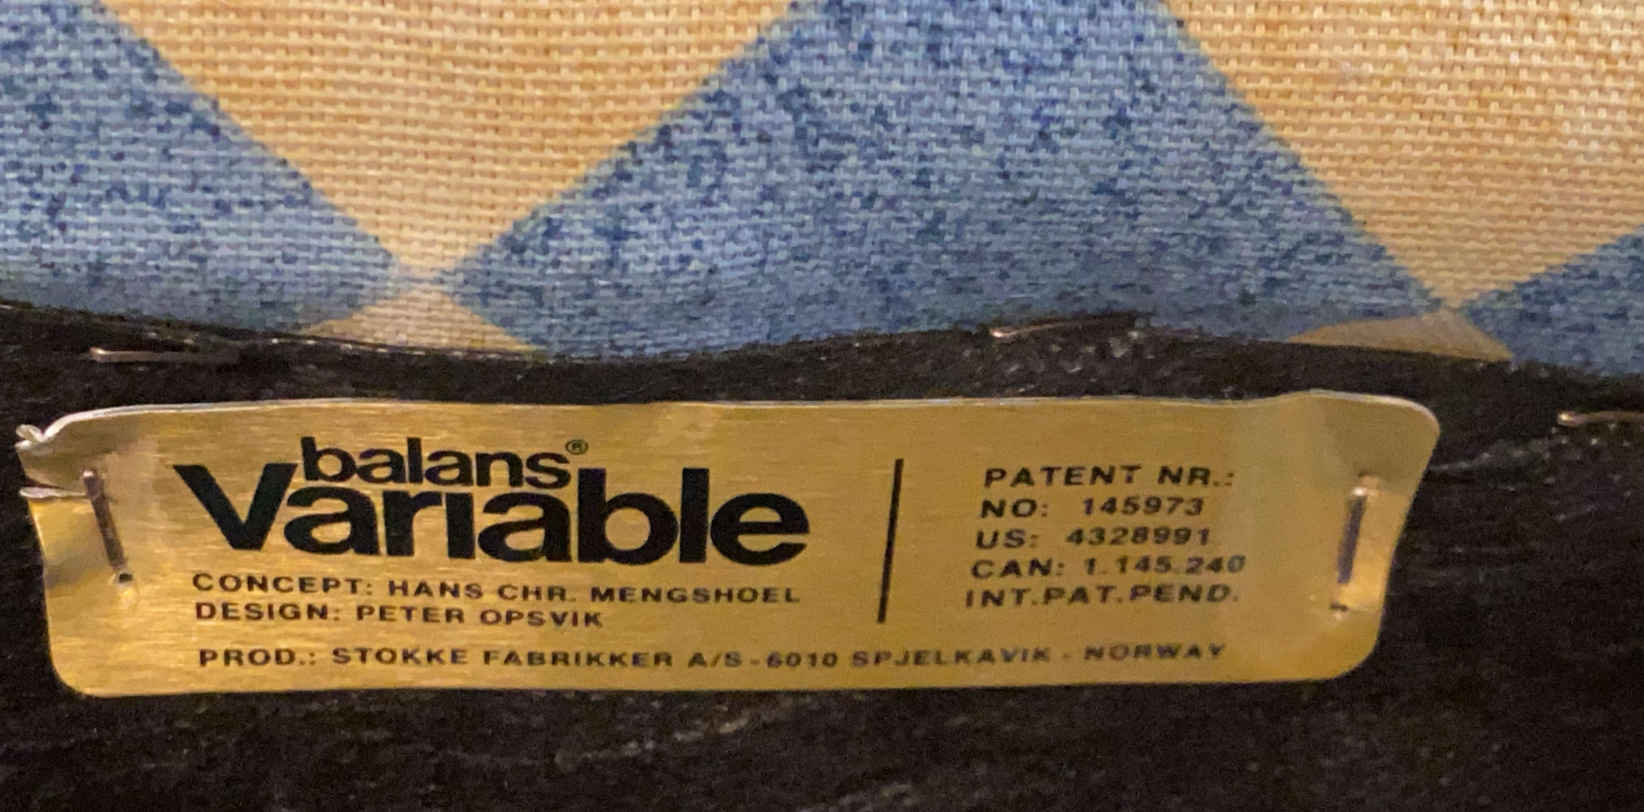 balans®
Variable
CONCEPT: HANS CHR. MENGSHOEL
DESIGN: PETER OPSVIK
PROD.: STOKKE FABRIKKER A/S - 6010 SPJELKAVIK - NORWAY
PATENT NR.:
NO: 145973
US: 4328991
CAN: 1.145.240
INT.PAT.PEND.